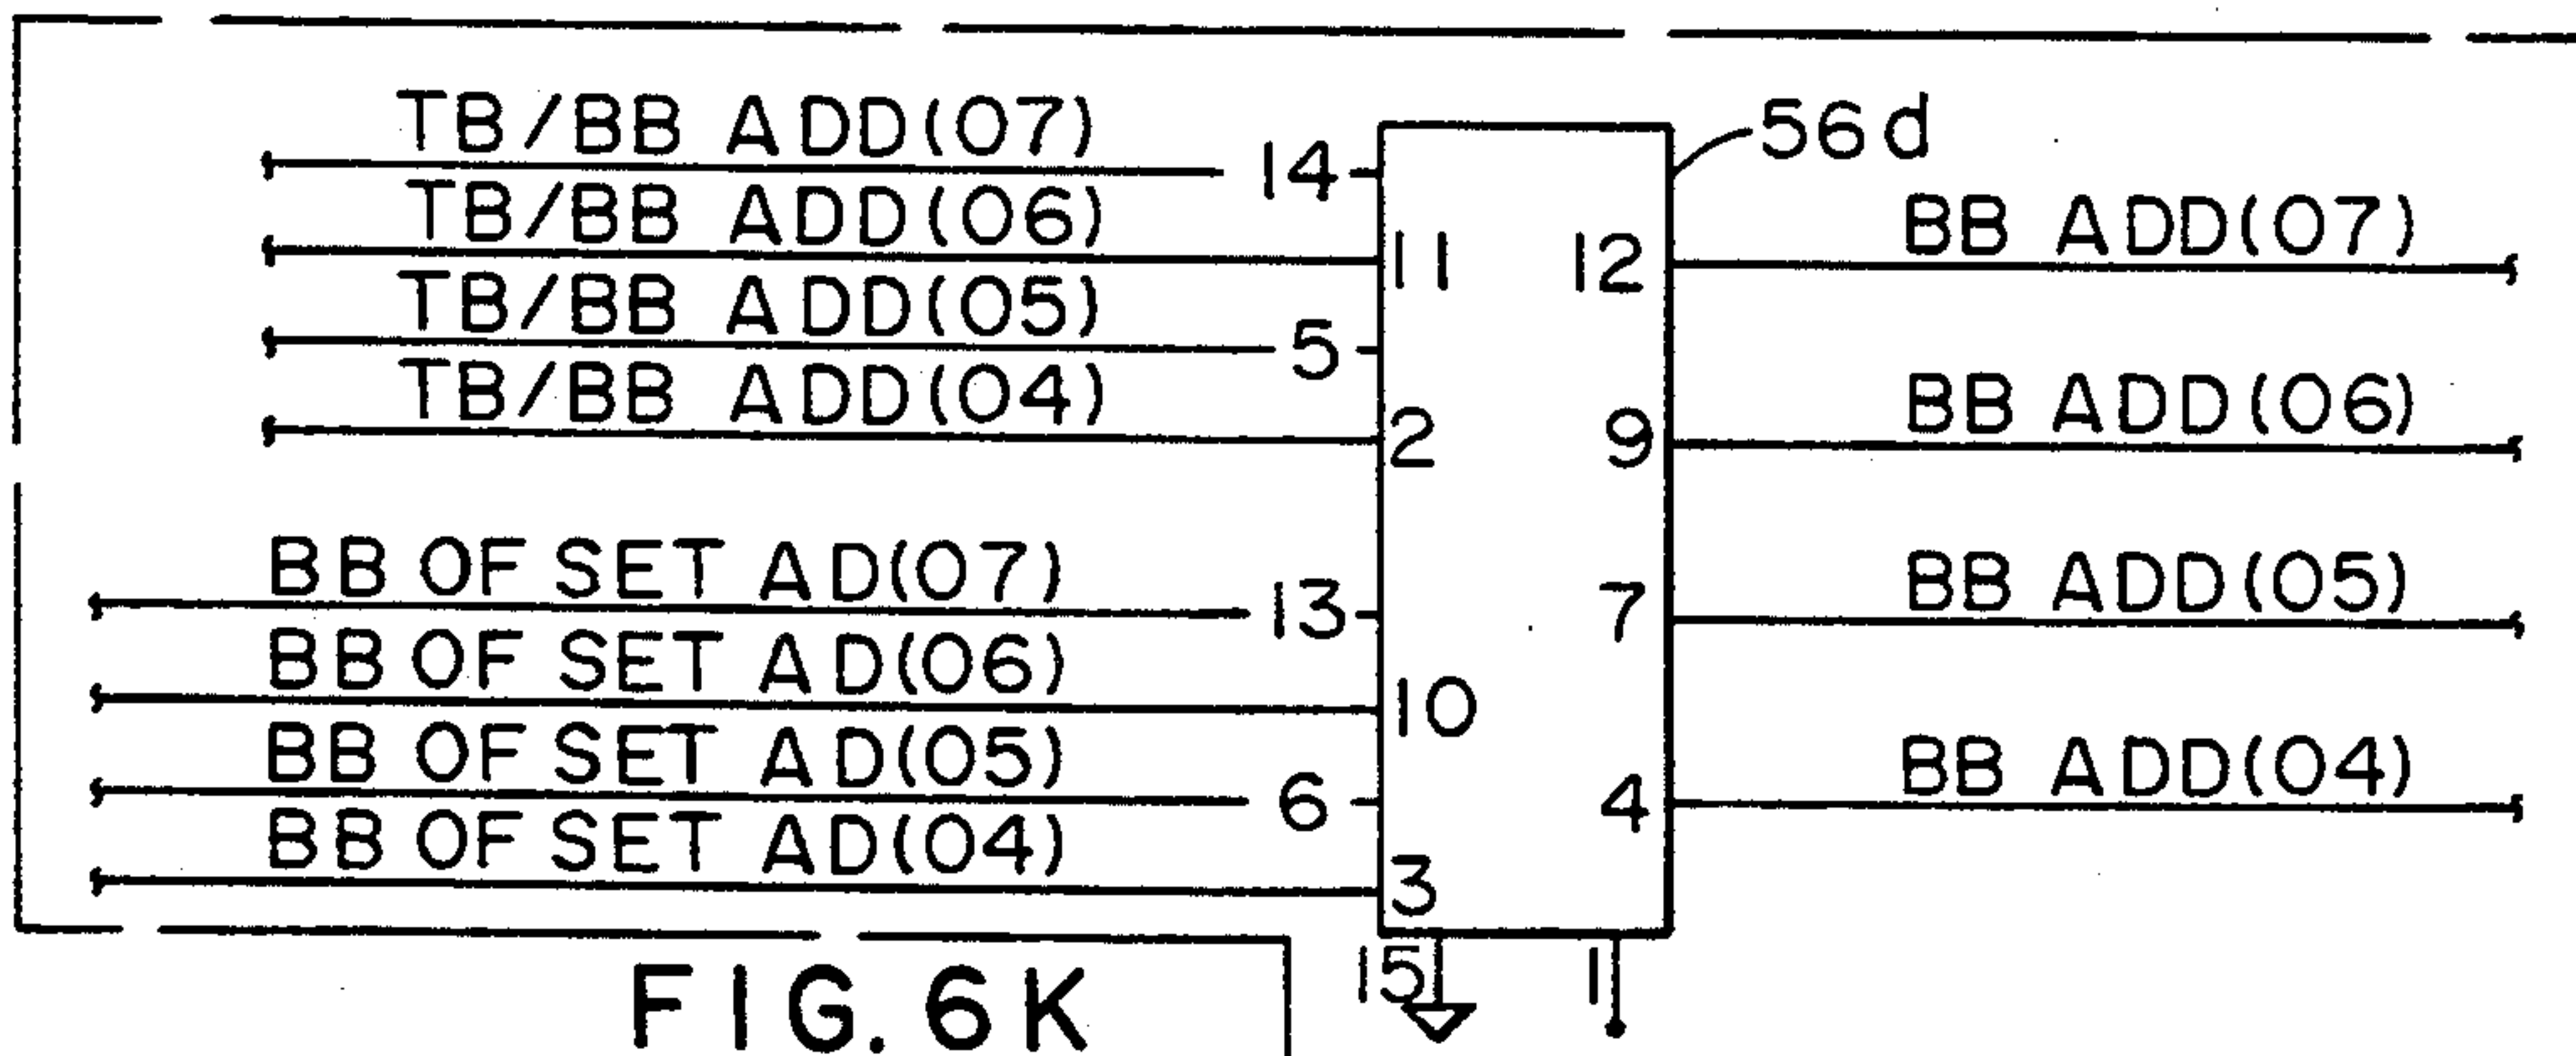 TB/BB ADD(07)
14
56d
TB/BB ADD(06)
11
12
BB ADD(07)
TB/BB ADD(05)
5
TB/BB ADD(04)
2
9
BB ADD(06)
BB OF SET AD(07)
13
7
BB ADD(05)
BB OF SET AD(06)
10
BB OF SET AD(05)
6
4
BB ADD(04)
BB OF SET AD(04)
3
15
1
FIG. 6K